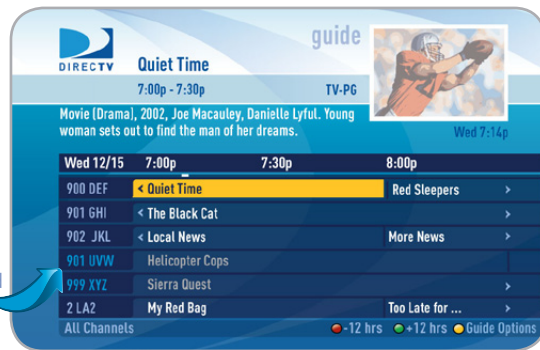 guide
DIRECTV
Quiet Time
7:00p - 7:30p TV-PG
Movie (Drama), 2002, Joe Macauley, Danielle Lyful. Young
woman sets out to find the man of her dreams.
Wed 7:14p
Wed 12/15 7:00p 7:30p 8:00p
900 DEF < Quiet Time Red Sleepers >
901 GHI < The Black Cat >
902 JKL < Local News More News >
901 UVW Helicopter Cops
999 XYZ Sierra Quest >
2 LA2 My Red Bag Too Late for ... >
All Channels -12 hrs +12 hrs Guide Options